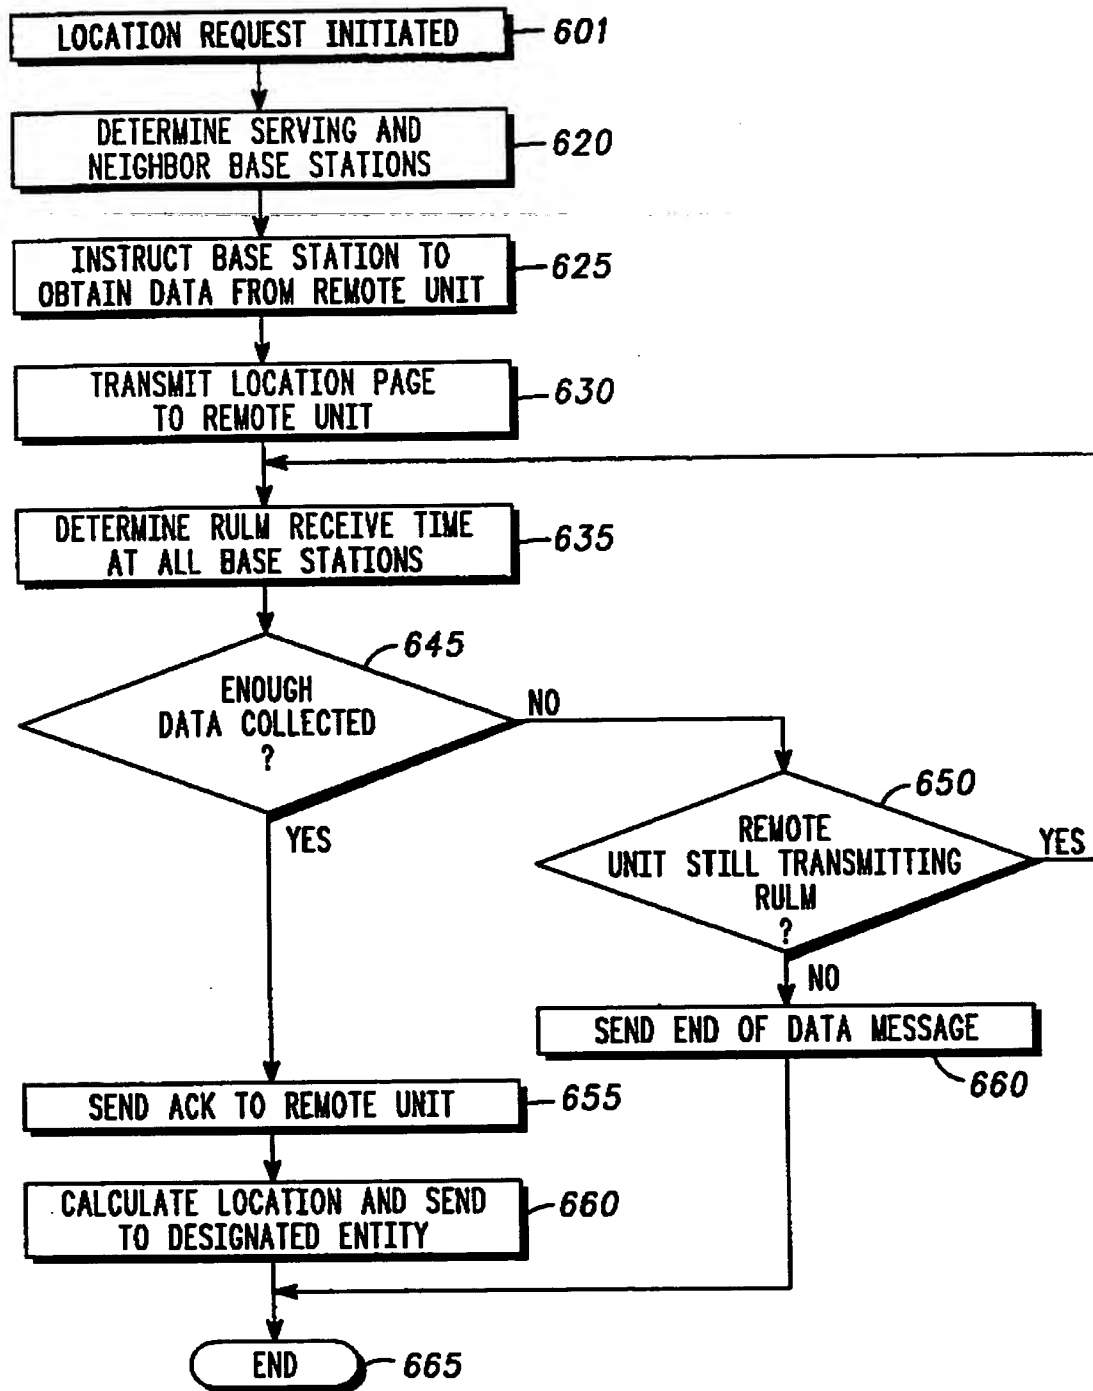 LOCATION REQUEST INITIATED
601
DETERMINE SERVING AND
NEIGHBOR BASE STATIONS
620
INSTRUCT BASE STATION TO
OBTAIN DATA FROM REMOTE UNIT
625
TRANSMIT LOCATION PAGE
TO REMOTE UNIT
630
DETERMINE RULM RECEIVE TIME
AT ALL BASE STATIONS
635
645
ENOUGH
DATA COLLECTED
?
NO
YES
650
REMOTE
UNIT STILL TRANSMITTING
RULM
?
YES
NO
SEND END OF DATA MESSAGE
660
SEND ACK TO REMOTE UNIT
655
CALCULATE LOCATION AND SEND
TO DESIGNATED ENTITY
660
END
665